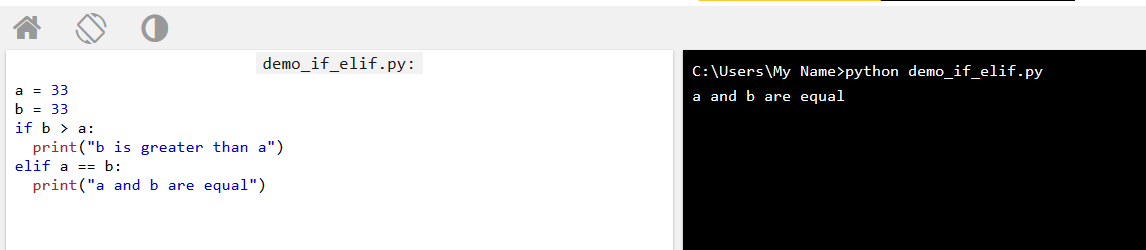 demo_if_elif.py:
a = 33
b = 33
if b > a:
  print("b is greater than a")
elif a == b:
  print("a and b are equal")
C:\Users\My Name>python demo_if_elif.py
a and b are equal